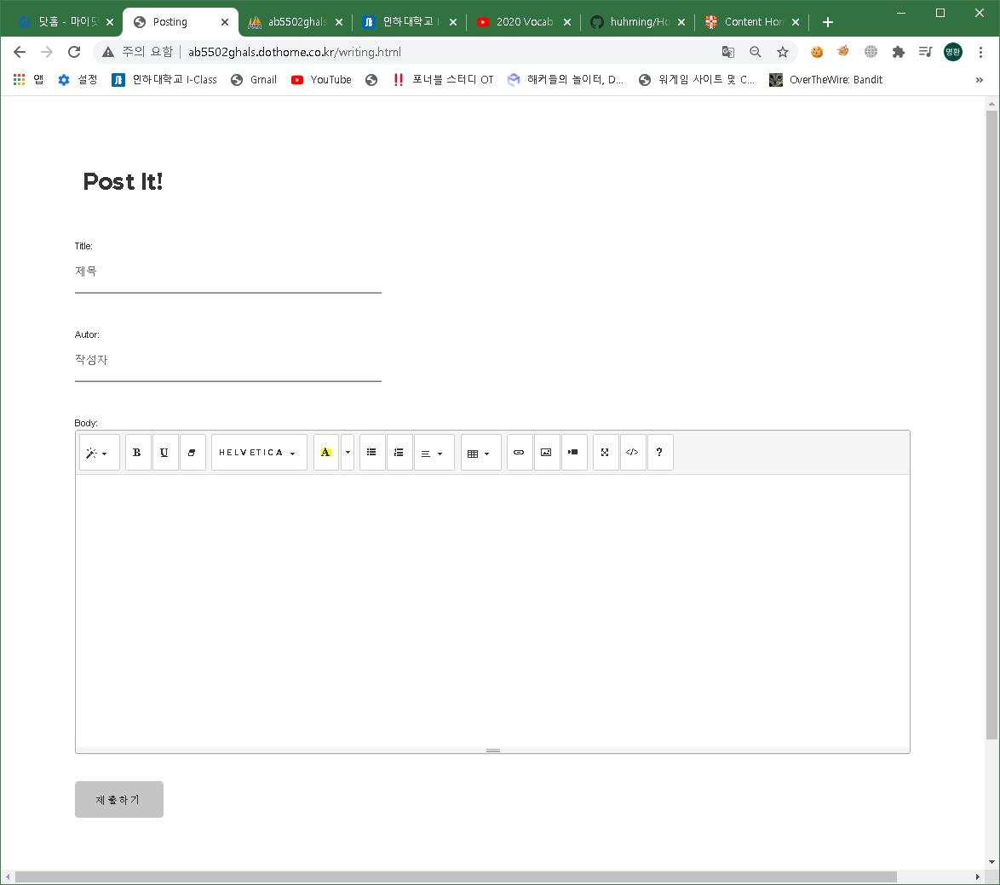 닷홈 - 마이닷
Posting
ab5502ghals
인하대학교 I-
2020 Vocab
huhming/Ho
Content Hon
주의 요함
ab5502ghals.dothome.co.kr/writing.html
명환
앱
설정
인하대학교 I-Class
Gmail
YouTube
포너블 스터디 OT
해커들의 놀이터, D...
워게임 사이트 및 C...
OverTheWire: Bandit
»
Post It!
Title:
제목
Autor:
작성자
Body:
B
U
HELVETICA
A
</>
?
제출하기